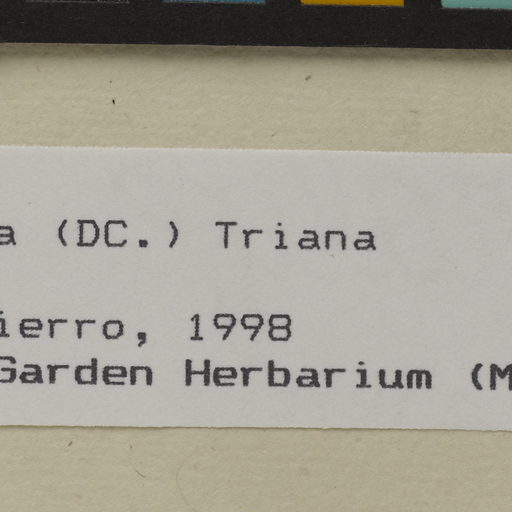 a (DC.) Triana
ierro, 1998
Garden Herbarium (M